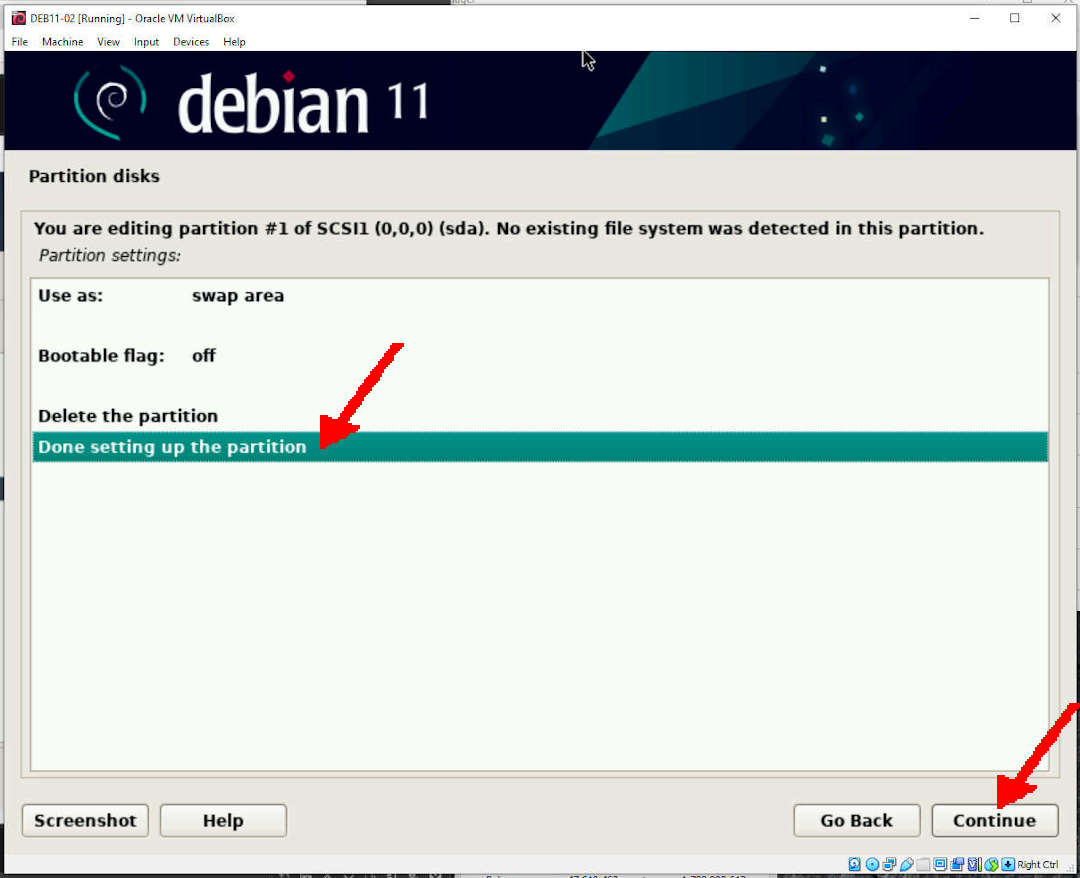 DEB11-02 [Running] - Oracle VM VirtualBox
File Machine View Input Devices Help
debian 11
Partition disks
You are editing partition #1 of SCSI1 (0,0,0) (sda). No existing file system was detected in this partition.
Partition settings:
Use as: swap area
Bootable flag: off
Delete the partition
Done setting up the partition
Screenshot Help Go Back Continue
Right Ctrl